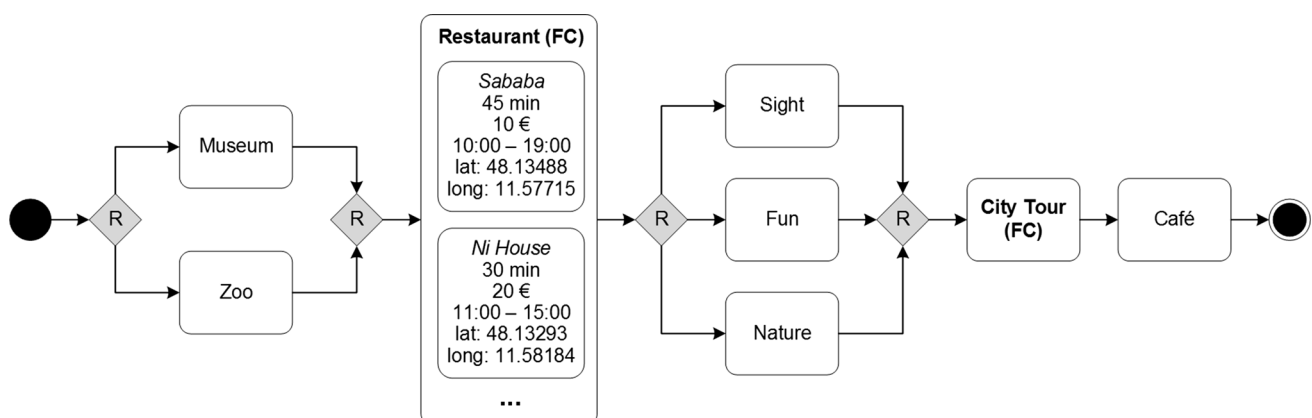 R
Museum
Zoo
R
Restaurant (FC)
Sababa
45 min
10 €
10:00 – 19:00
lat: 48.13488
long: 11.57715
Ni House
30 min
20 €
11:00 – 15:00
lat: 48.13293
long: 11.58184
...
R
Sight
Fun
Nature
R
City Tour
(FC)
Café